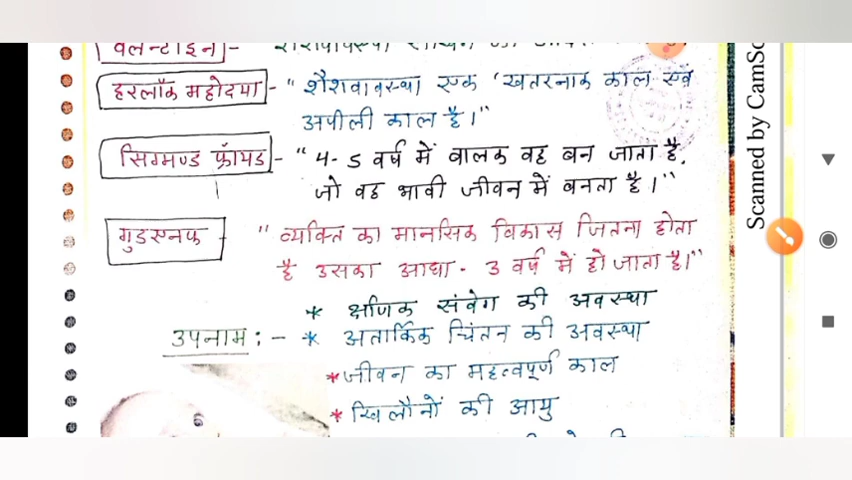 वैलेन्टाइन -
हरलॉक महोदया - " शैशवावस्था एक 'खतरनाक काल एवं
अपीली काल है।"
सिग्मण्ड फ्रॉयड - " 4-5 वर्ष में बालक वह बन जाता है,
जो वह भावी जीवन में बनता है।"
गुडएनफ - " व्यक्ति का मानसिक विकास जितना होता
है उसका आधा - 3 वर्ष में हो जाता है।"
* क्षणिक संवेग की अवस्था
उपनाम : - * अतार्किक चिंतन की अवस्था
* जीवन का महत्वपूर्ण काल
* खिलौनों की आयु
Scanned by CamSc